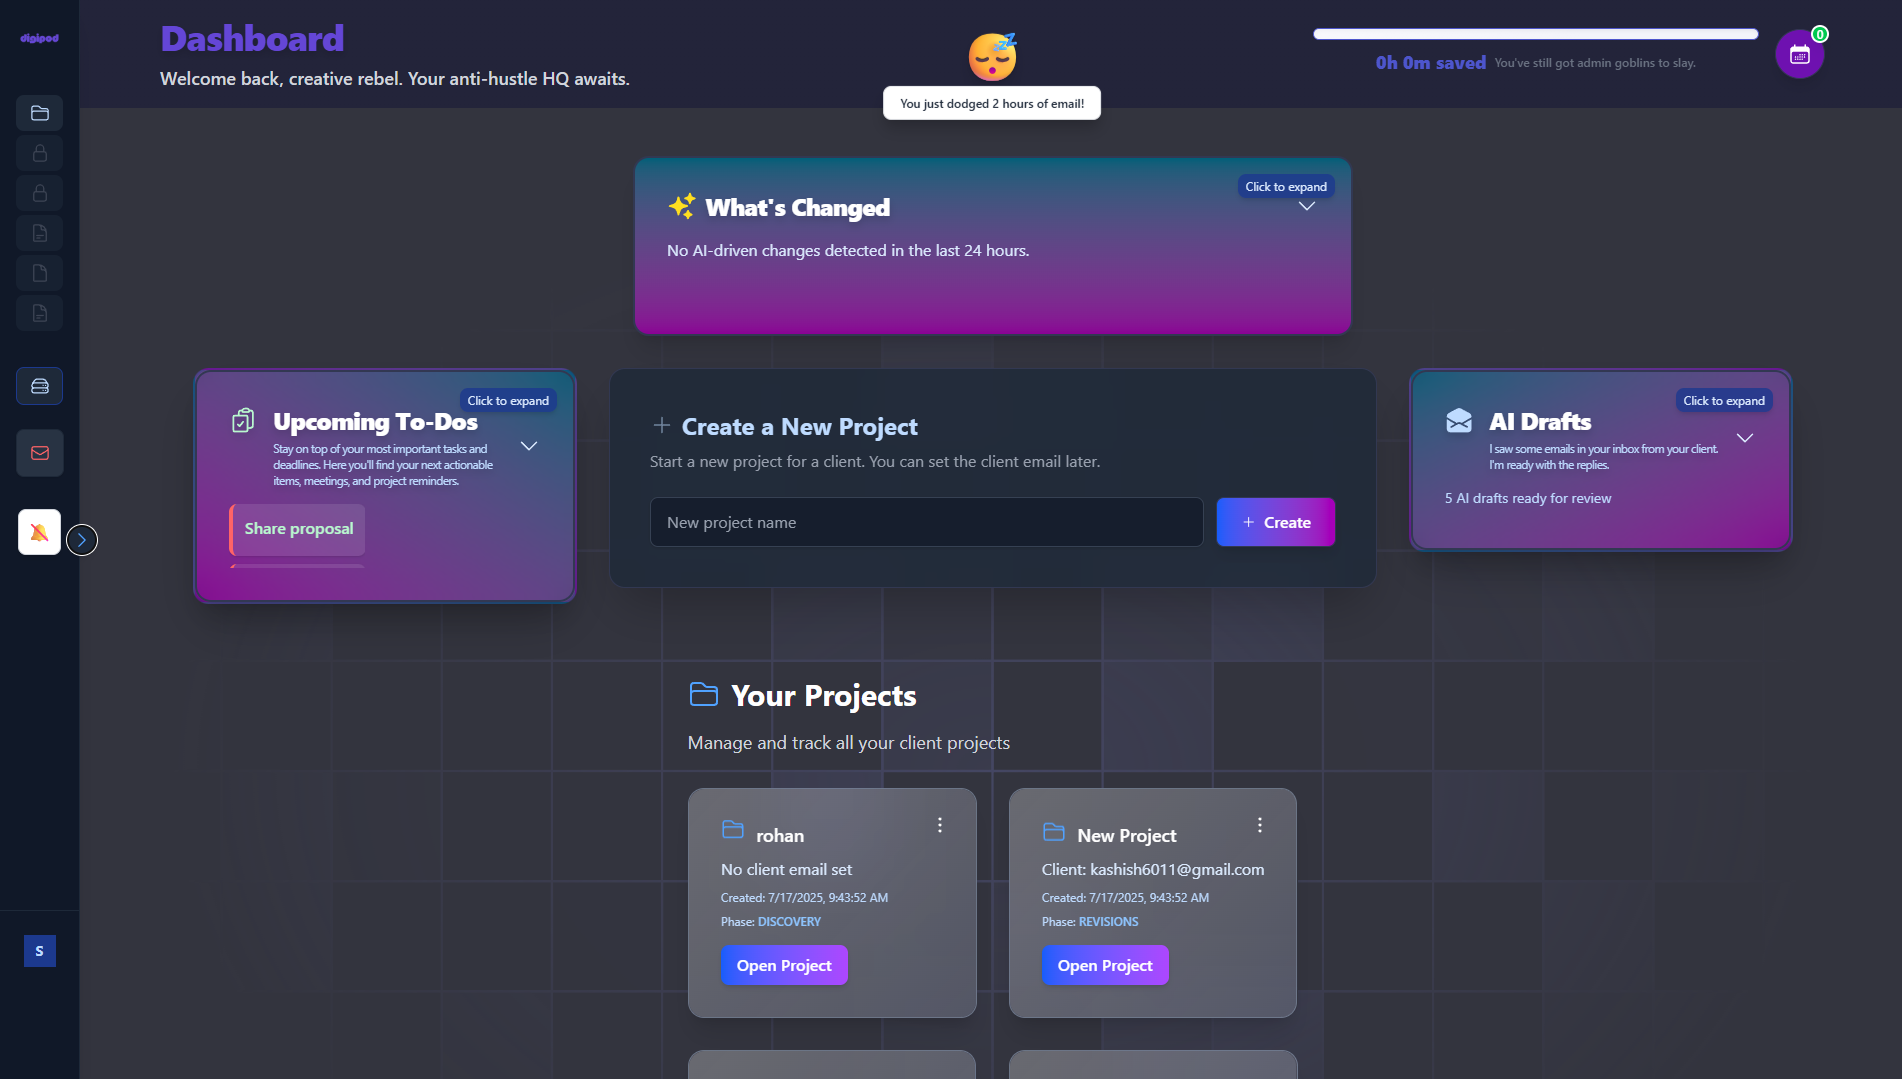 digipod
Dashboard
Welcome back, creative rebel. Your anti-hustle HQ awaits.
You just dodged 2 hours of email!
0h 0m saved You've still got admin goblins to slay.
0
What's Changed
Click to expand
No AI-driven changes detected in the last 24 hours.
Click to expand
Upcoming To-Dos
Stay on top of your most important tasks and
deadlines. Here you'll find your next actionable
items, meetings, and project reminders.
Share proposal
Create a New Project
Start a new project for a client. You can set the client email later.
New project name
+ Create
Click to expand
AI Drafts
I saw some emails in your inbox from your client.
I'm ready with the replies.
5 AI drafts ready for review
Your Projects
Manage and track all your client projects
rohan
No client email set
Created: 7/17/2025, 9:43:52 AM
Phase: DISCOVERY
Open Project
New Project
Client: kashish6011@gmail.com
Created: 7/17/2025, 9:43:52 AM
Phase: REVISIONS
Open Project
S